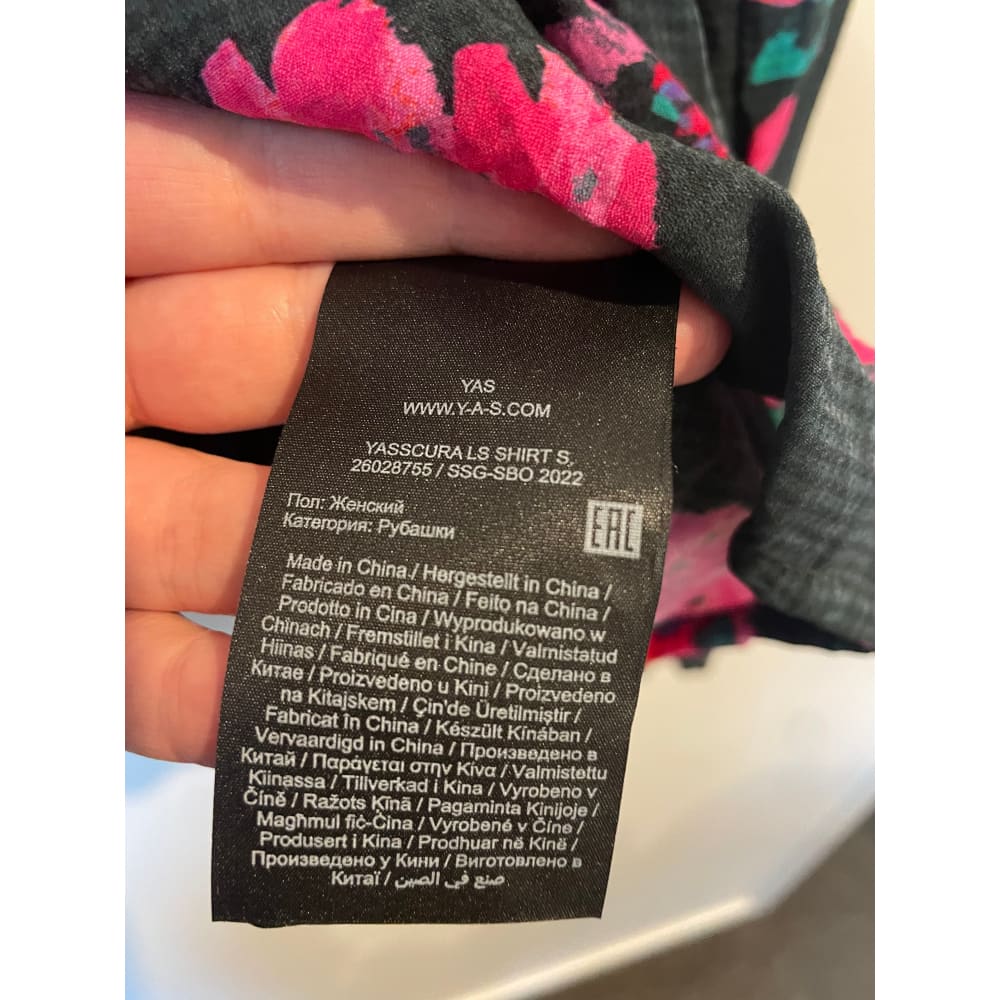 YAS
WWW.Y-A-S.COM
YASSCURA LS SHIRT S,
26028755 / SSG-SBO 2022
Пол: Женский
Категория: Рубашки
EAC
Made in China./ Hergestellt in China /
Fabricado en China / Feito na China /
Prodotto in Cina / Wyprodukowano w
Chinach / Fremstillet i Kina / Valmistatud
Hiinas / Fabriqué en Chine / Сделано в
Китае / Proizvedeno u Kini / Proizvedeno
na Kitajskem / Çin'de Üretilmiştir /
Fabricat în China / Készült Kínában /
Vervaardigd in China / Произведено в
Китай / Παράγεται στην Κίνα / Valmistettu
Kiinassa / Tillverkad i Kina / Vyrobeno v
Číně / Ražots Ķīnā / Pagaminta Kinijoje /
Magħmul fiċ-Ċina / Vyrobené v Číne /
Produsert i Kina / Prodhuar në Kinë /
Произведено у Кини / Виготовлено в
Китаї / صنع في الصين